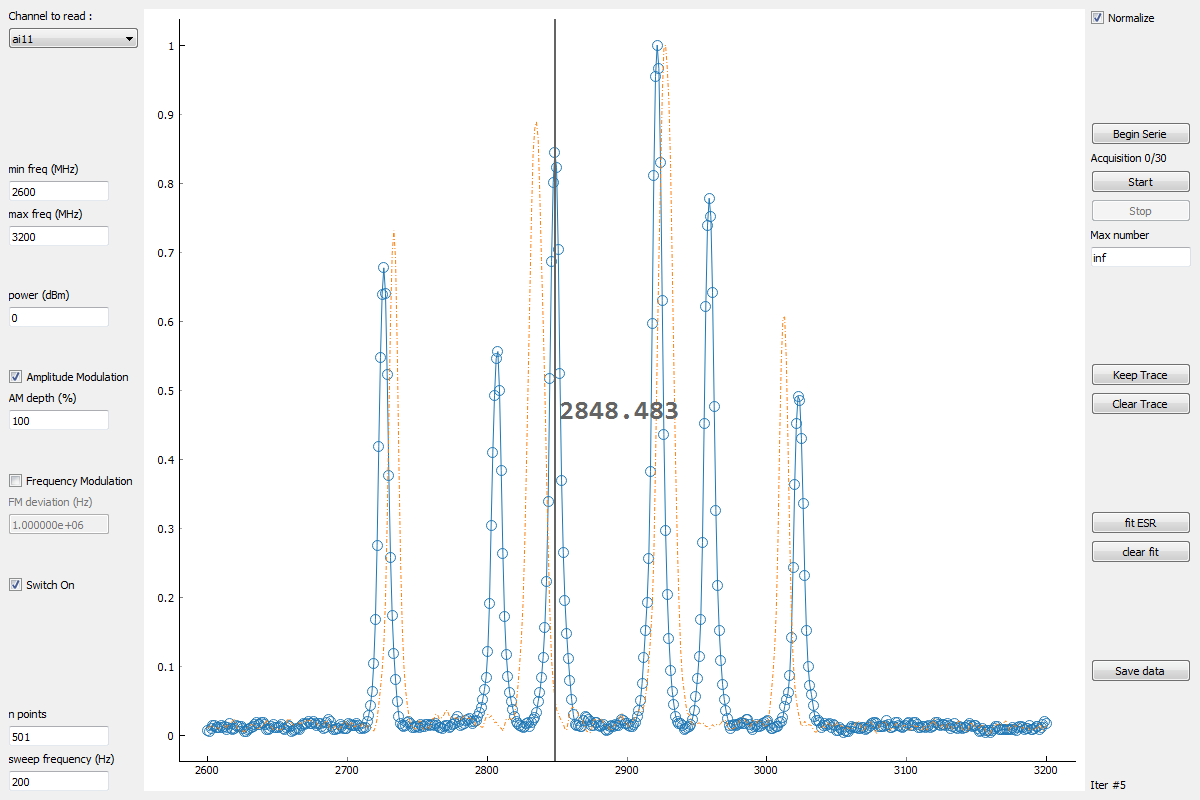 Channel to read :
ai11
min freq (MHz)
2600
max freq (MHz)
3200
power (dBm)
0
Amplitude Modulation
AM depth (%)
100
Frequency Modulation
FM deviation (Hz)
1.000000e+06
Switch On
n points
501
sweep frequency (Hz)
200
1
0.9
0.8
0.7
0.6
0.5
0.4
0.3
0.2
0.1
0
2848.483
2600
2700
2800
2900
3000
3100
3200
Normalize
Begin Serie
Acquisition 0/30
Start
Stop
Max number
inf
Keep Trace
Clear Trace
fit ESR
clear fit
Save data
Iter #5